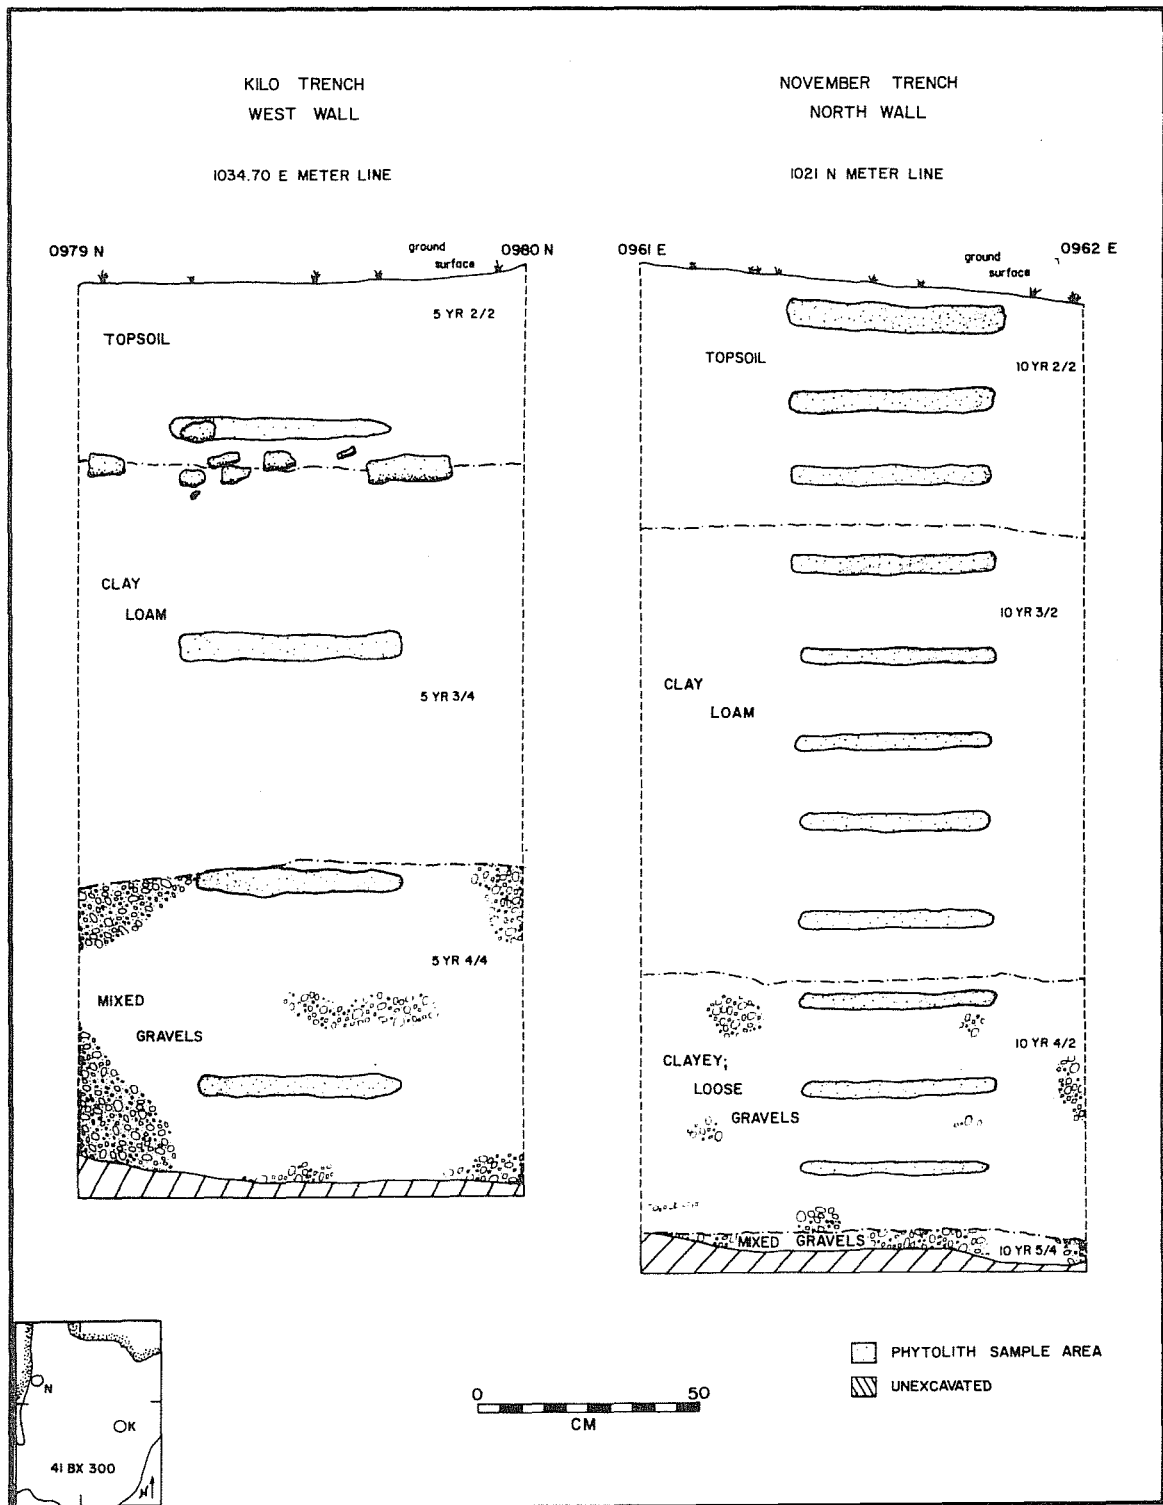 KILO TRENCH
WEST WALL
1034.70 E METER LINE
0979 N
ground
surface
0980 N
5 YR 2/2
TOPSOIL
CLAY
LOAM
5 YR 3/4
5 YR 4/4
MIXED
GRAVELS
NOVEMBER TRENCH
NORTH WALL
1021 N METER LINE
0961 E
ground
surface
0962 E
TOPSOIL
10 YR 2/2
10 YR 3/2
CLAY
LOAM
10 YR 4/2
CLAYEY;
LOOSE
GRAVELS
MIXED GRAVELS
10 YR 5/4
N
K
41 BX 300
N
0 50
CM
PHYTOLITH SAMPLE AREA
UNEXCAVATED